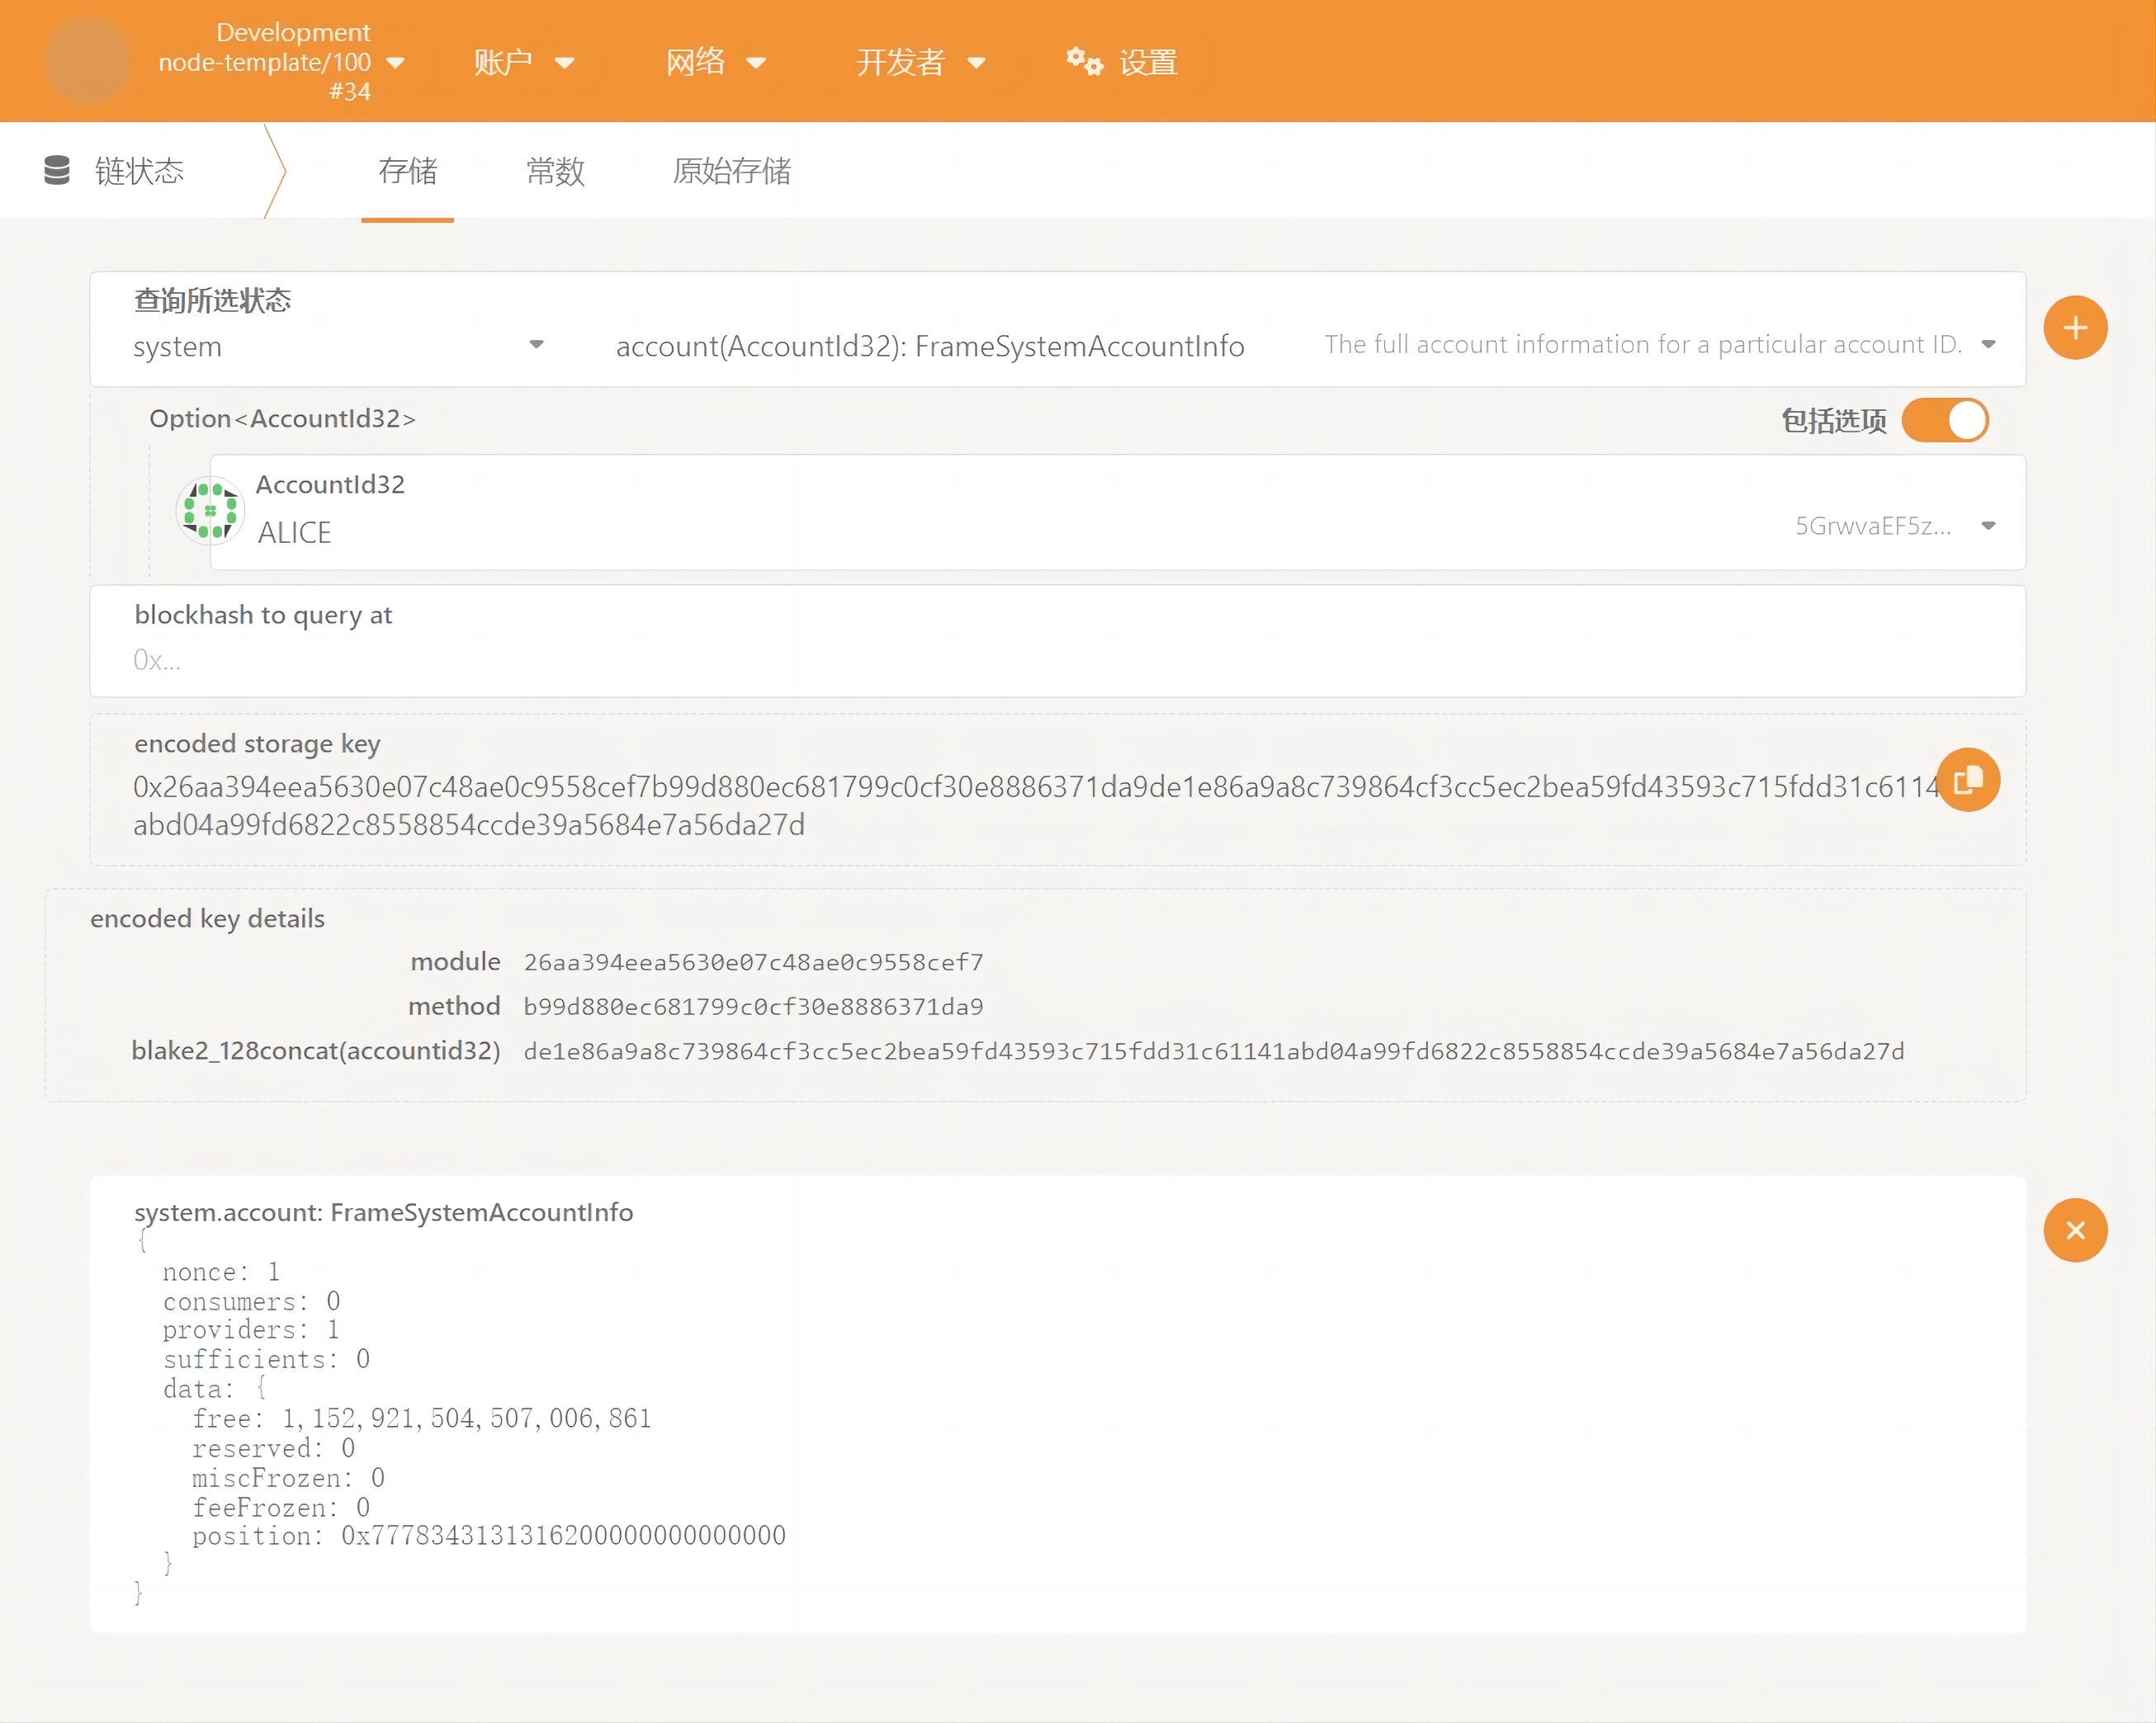 Development
node-template/100
#34
账户
网络
开发者
设置
链状态
存储
常数
原始存储
查询所选状态
system
account(AccountId32): FrameSystemAccountInfo
The full account information for a particular account ID.
Option<AccountId32>
包括选项
AccountId32
ALICE
5GrwvaEF5z...
blockhash to query at
0x...
encoded storage key
0x26aa394eea5630e07c48ae0c9558cef7b99d880ec681799c0cf30e8886371da9de1e86a9a8c739864cf3cc5ec2bea59fd43593c715fdd31c6114
abd04a99fd6822c8558854ccde39a5684e7a56da27d
encoded key details
module 26aa394eea5630e07c48ae0c9558cef7
method b99d880ec681799c0cf30e8886371da9
blake2_128concat(accountid32) de1e86a9a8c739864cf3cc5ec2bea59fd43593c715fdd31c61141abd04a99fd6822c8558854ccde39a5684e7a56da27d
system.account: FrameSystemAccountInfo
{
nonce: 1
consumers: 0
providers: 1
sufficients: 0
data: {
free: 1,152,921,504,507,006,861
reserved: 0
miscFrozen: 0
feeFrozen: 0
position: 0x7778343131316200000000000000
}
}